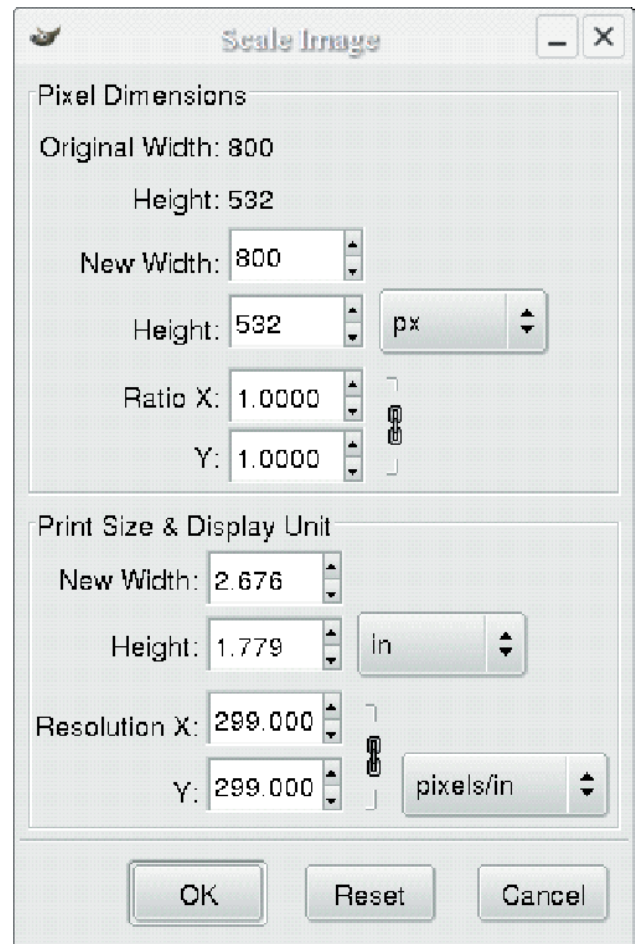 Scale Image
Pixel Dimensions
Original Width: 800
Height: 532
New Width: 800
Height: 532 px
Ratio X: 1.0000
Y: 1.0000
Print Size & Display Unit
New Width: 2.676
Height: 1.779 in
Resolution X: 299.000
Y: 299.000 pixels/in
OK Reset Cancel